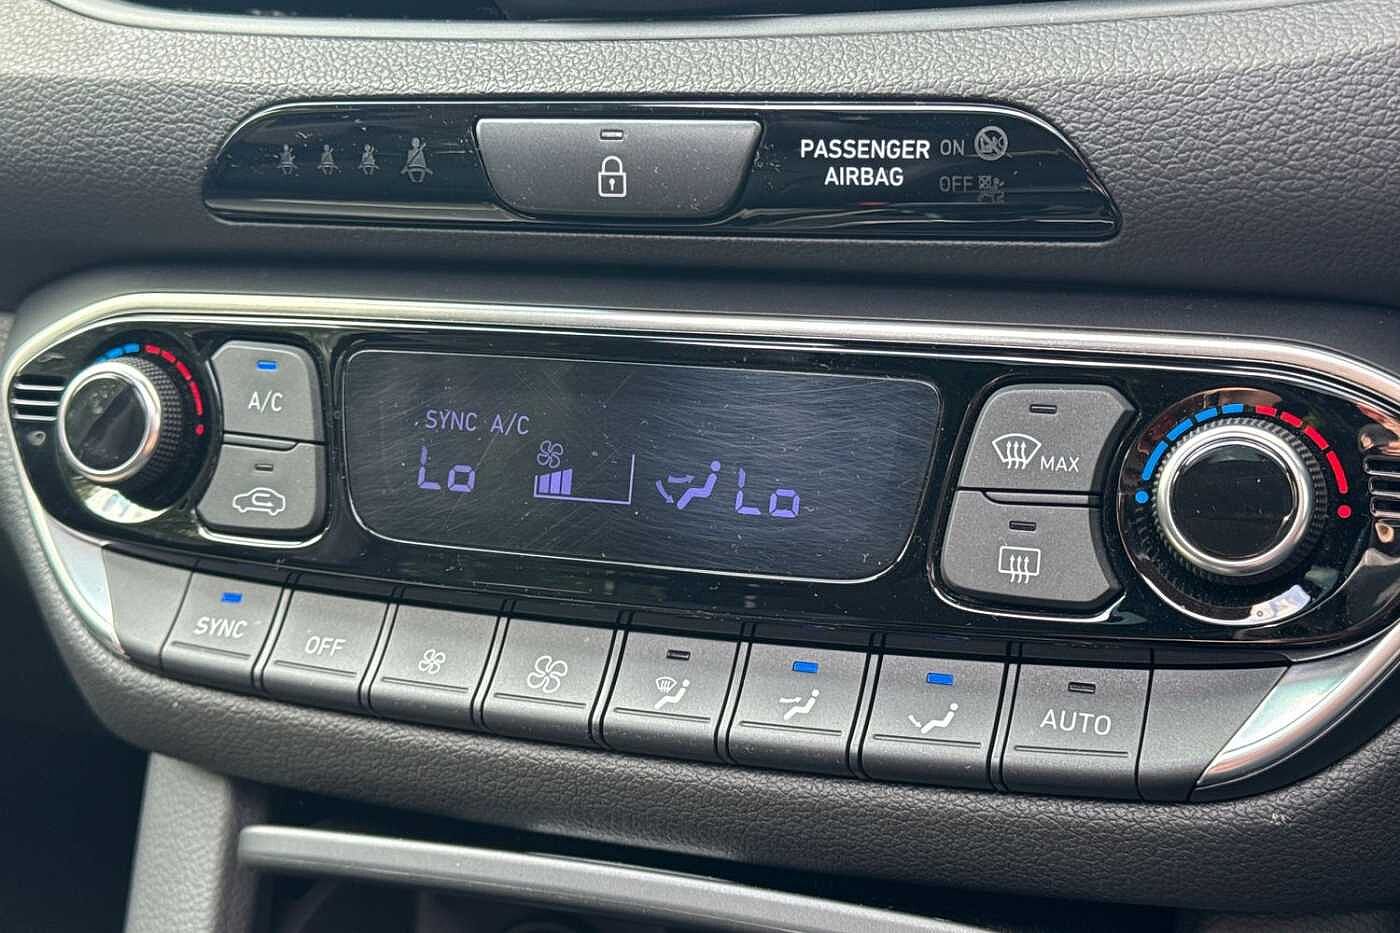 PASSENGER ON
AIRBAG OFF
A/C
SYNC A/C
Lo
Lo
MAX
SYNC
OFF
AUTO